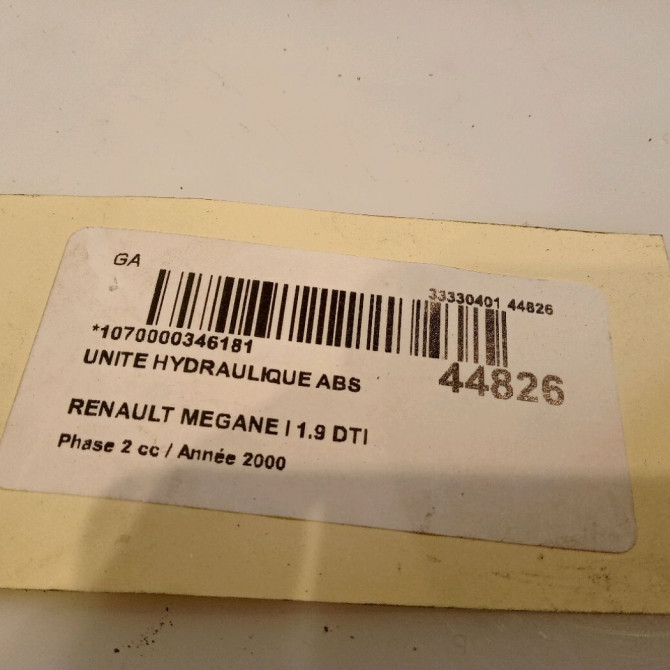 GA
33330401 44826
*1070000346181
44826
UNITE HYDRAULIQUE ABS
RENAULT MEGANE I 1.9 DTI
Phase 2 cc / Année 2000